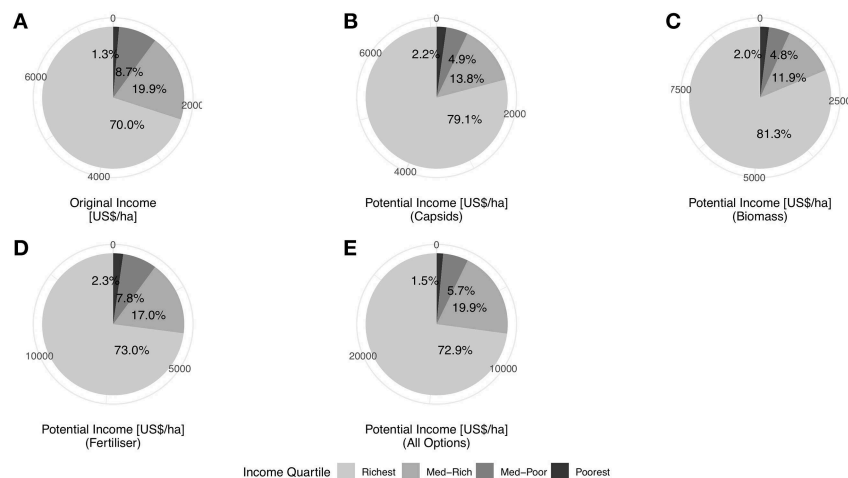 A
B
C
0
0
0
1.3%
8.7%
19.9%
70.0%
6000
2000
4000
2.2%
4.9%
13.8%
79.1%
6000
2000
4000
2.0%
4.8%
11.9%
81.3%
7500
2500
5000
Original Income
[US$/ha]
Potential Income [US$/ha]
(Capsids)
Potential Income [US$/ha]
(Biomass)
D
E
0
0
2.3%
7.8%
17.0%
73.0%
10000
5000
1.5%
5.7%
19.9%
72.9%
20000
10000
Potential Income [US$/ha]
(Fertiliser)
Potential Income [US$/ha]
(All Options)
Income Quartile Richest Med–Rich Med–Poor Poorest